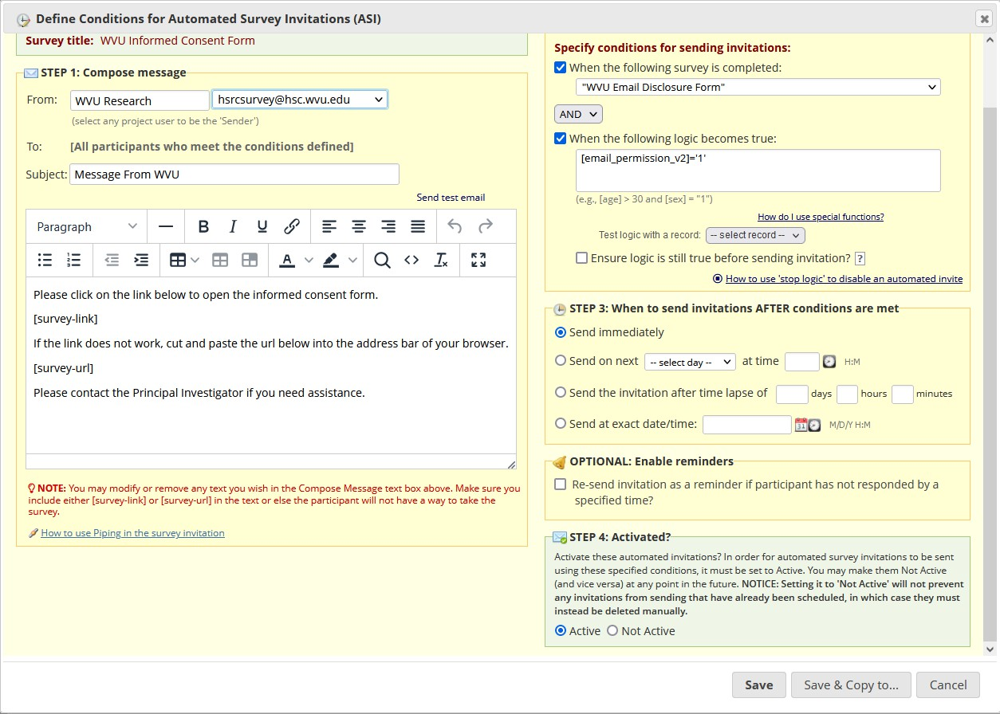 Define Conditions for Automated Survey Invitations (ASI)
Survey title: WVU Informed Consent Form
STEP 1: Compose message
From: WVU Research hsrcsurvey@hsc.wvu.edu
(select any project user to be the 'Sender')
To: [All participants who meet the conditions defined]
Subject: Message From WVU
Send test email
Paragraph
Please click on the link below to open the informed consent form.
[survey-link]
If the link does not work, cut and paste the url below into the address bar of your browser.
[survey-url]
Please contact the Principal Investigator if you need assistance.
NOTE: You may modify or remove any text you wish in the Compose Message text box above. Make sure you
include either [survey-link] or [survey-url] in the text or else the participant will not have a way to take the
survey.
How to use Piping in the survey invitation
Specify conditions for sending invitations:
When the following survey is completed:
"WVU Email Disclosure Form"
AND
When the following logic becomes true:
[email_permission_v2]='1'
(e.g., [age] > 30 and [sex] = "1")
How do I use special functions?
Test logic with a record: -- select record --
Ensure logic is still true before sending invitation? ?
How to use 'stop logic' to disable an automated invite
STEP 3: When to send invitations AFTER conditions are met
Send immediately
Send on next -- select day -- at time H:M
Send the invitation after time lapse of days hours minutes
Send at exact date/time: 31 M/D/Y H:M
OPTIONAL: Enable reminders
Re-send invitation as a reminder if participant has not responded by a
specified time?
STEP 4: Activated?
Activate these automated invitations? In order for automated survey invitations to be sent
using these specified conditions, it must be set to Active. You may make them Not Active
(and vice versa) at any point in the future. NOTICE: Setting it to 'Not Active' will not prevent
any invitations from sending that have already been scheduled, in which case they must
instead be deleted manually.
Active Not Active
Save Save & Copy to... Cancel